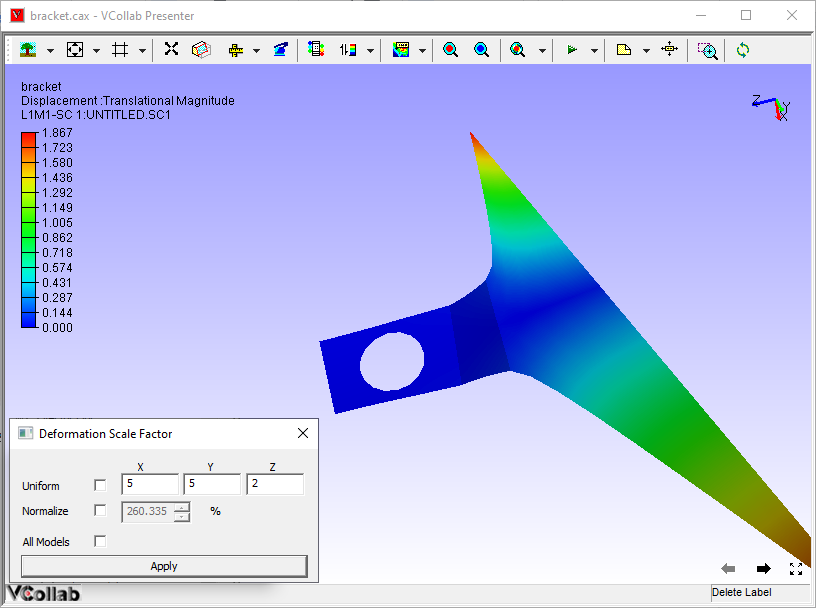 bracket.cax - VCollab Presenter
bracket
Displacement :Translational Magnitude
L1M1-SC 1:UNTITLED.SC1
1.867
1.723
1.580
1.436
1.292
1.149
1.005
0.862
0.718
0.574
0.431
0.287
0.144
0.000
Z
Y
X
Deformation Scale Factor
X Y Z
Uniform 5 5 2
Normalize 260.335 %
All Models
Apply
VCollab
Delete Label